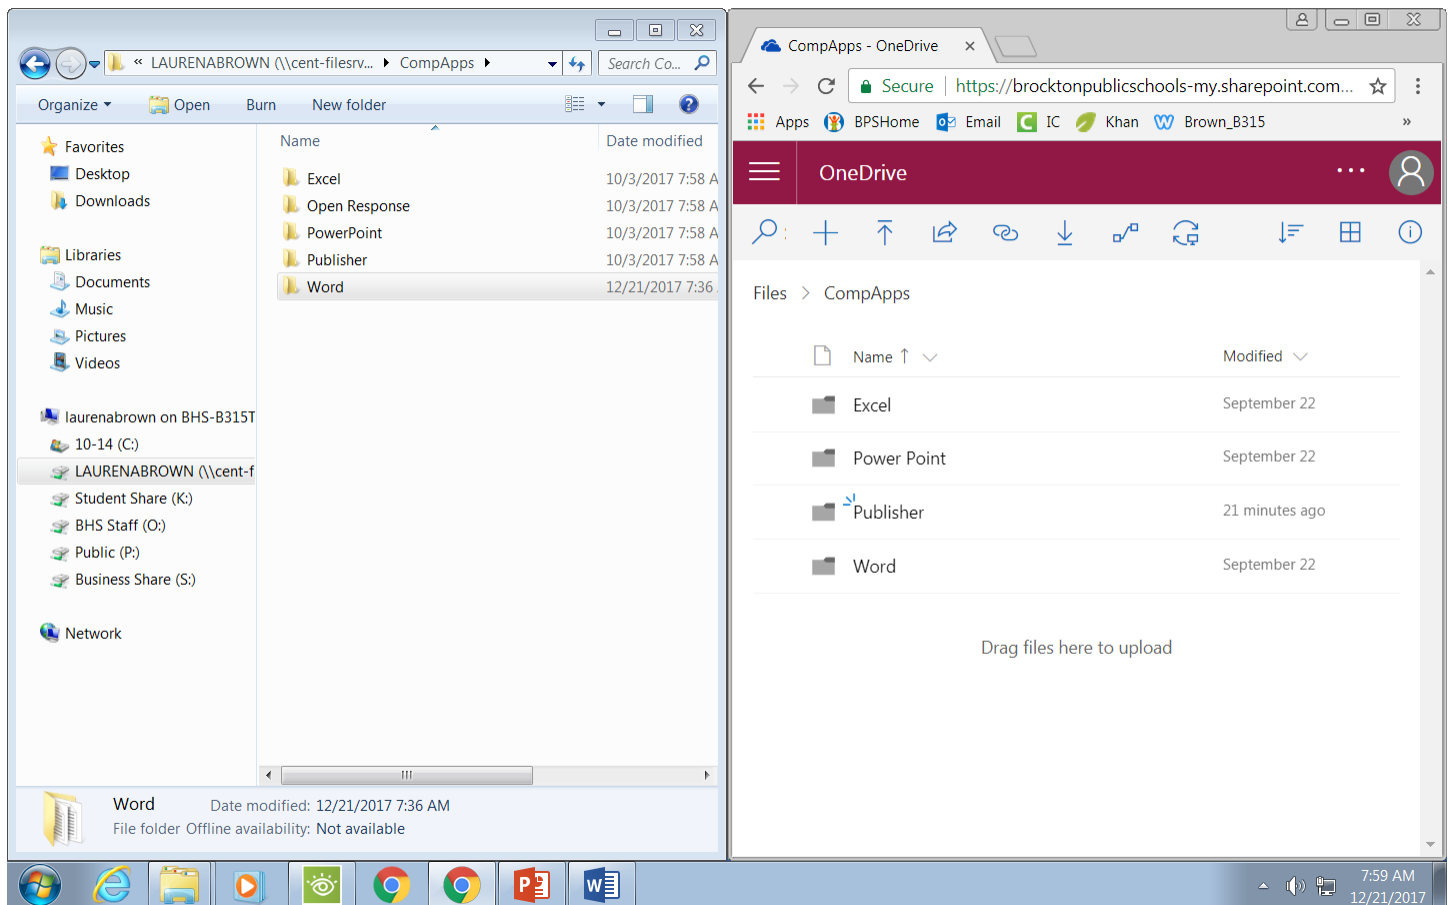 « LAURENABROWN (\\cent-filesrv... CompApps
Search Co...
Organize Open Burn New folder
Favorites
Desktop
Downloads
Libraries
Documents
Music
Pictures
Videos
laurenabrown on BHS-B315T
10-14 (C:)
LAURENABROWN (\\cent-f
Student Share (K:)
BHS Staff (O:)
Public (P:)
Business Share (S:)
Network
Name Date modified
Excel 10/3/2017 7:58 A
Open Response 10/3/2017 7:58 A
PowerPoint 10/3/2017 7:58 A
Publisher 10/3/2017 7:58 A
Word 12/21/2017 7:36
Word Date modified: 12/21/2017 7:36 AM
File folder Offline availability: Not available
CompApps - OneDrive
Secure https://brocktonpublicschools-my.sharepoint.com...
Apps BPSHome Email IC Khan Brown_B315 »
OneDrive
Files > CompApps
Name Modified
Excel September 22
Power Point September 22
Publisher 21 minutes ago
Word September 22
Drag files here to upload
7:59 AM
12/21/2017